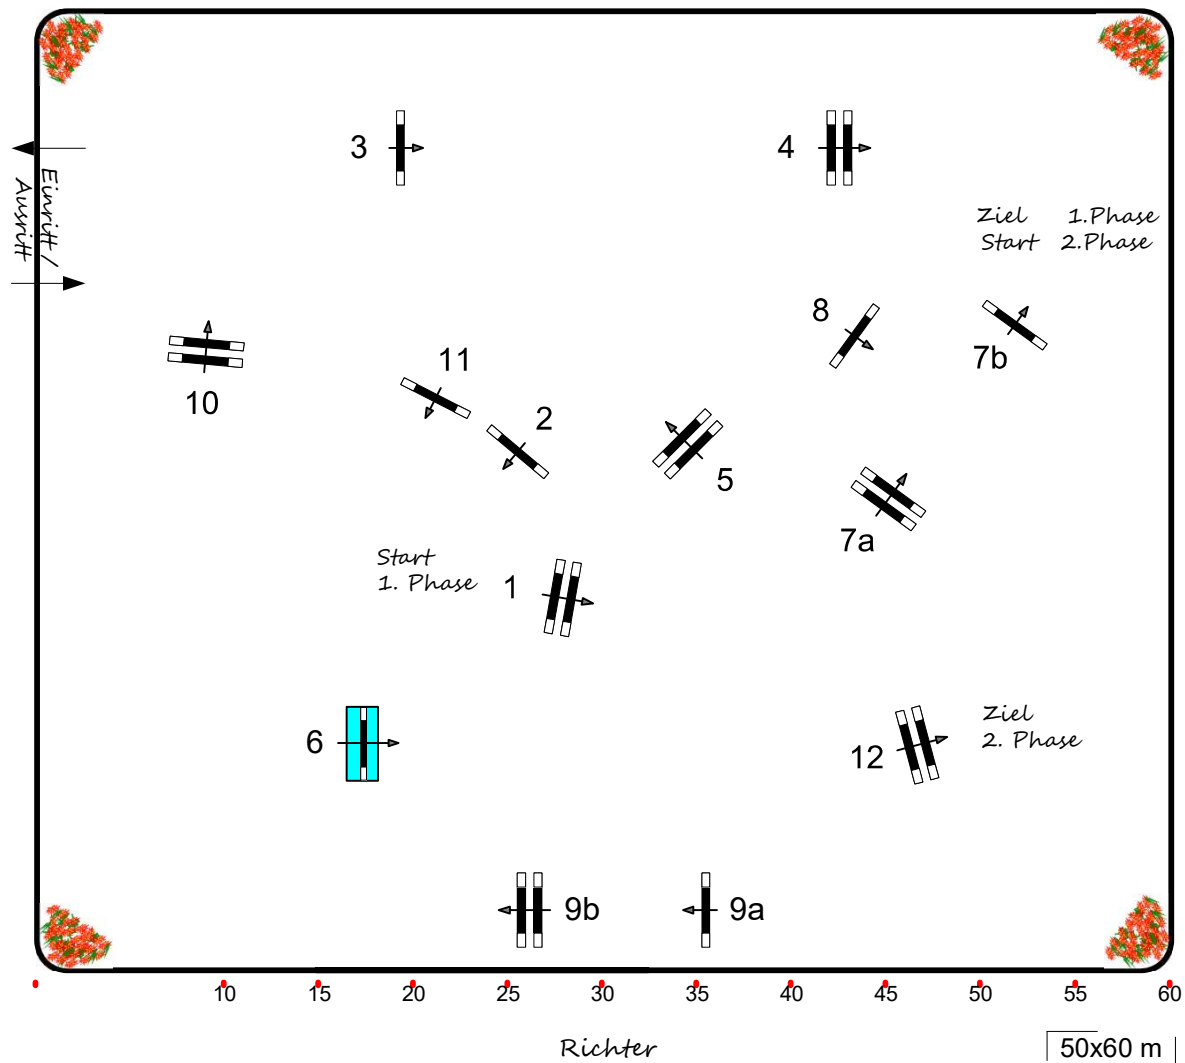 3
4
Einritt /
Ausritt
Ziel 1.Phase
Start 2.Phase
8
7b
11
10
2
5
7a
Start
1. Phase
1
6
12
Ziel
2. Phase
9b
9a
10 15 20 25 30 35 40 45 50 55 60
Richter
50x60 m